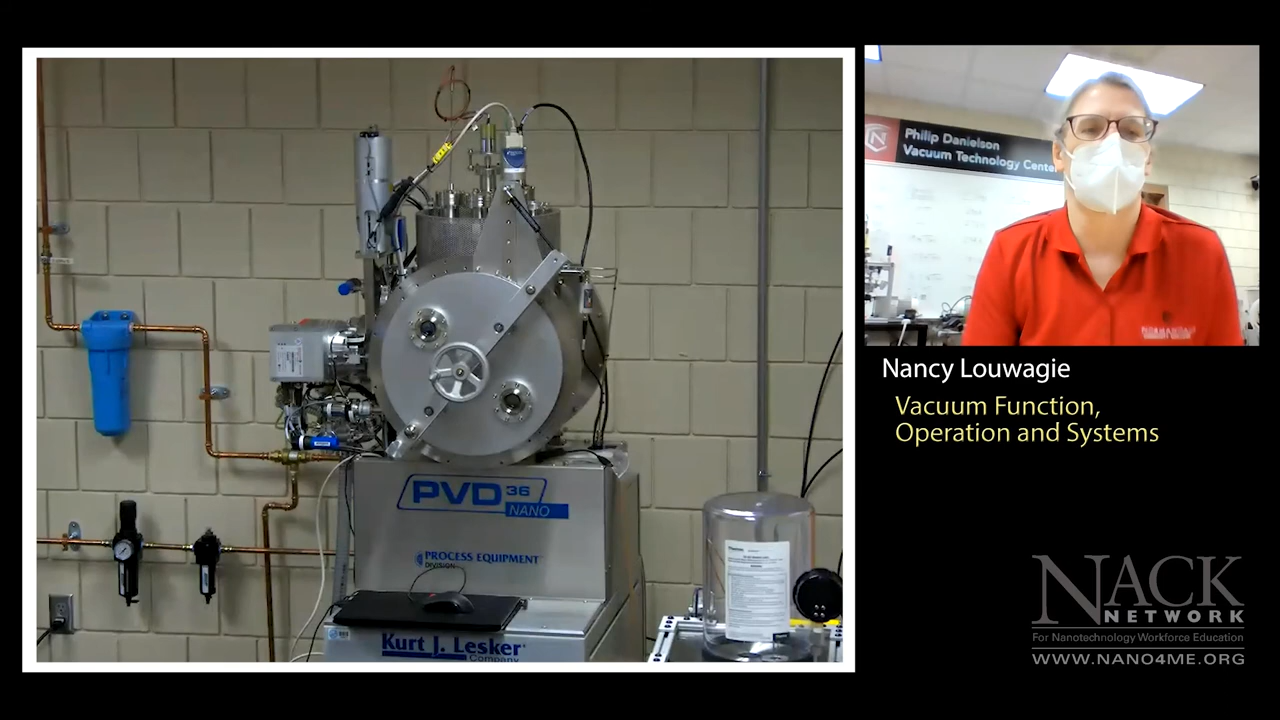 PVD 36
NANO
PROCESS EQUIPMENT
DIVISION
Kurt J. Lesker
Company
Philip Danielson
Vacuum Technology Center
Nancy Louwagie
Vacuum Function,
Operation and Systems
NACK
NETWORK
For Nanotechnology Workforce Education
WWW.NANO4ME.ORG